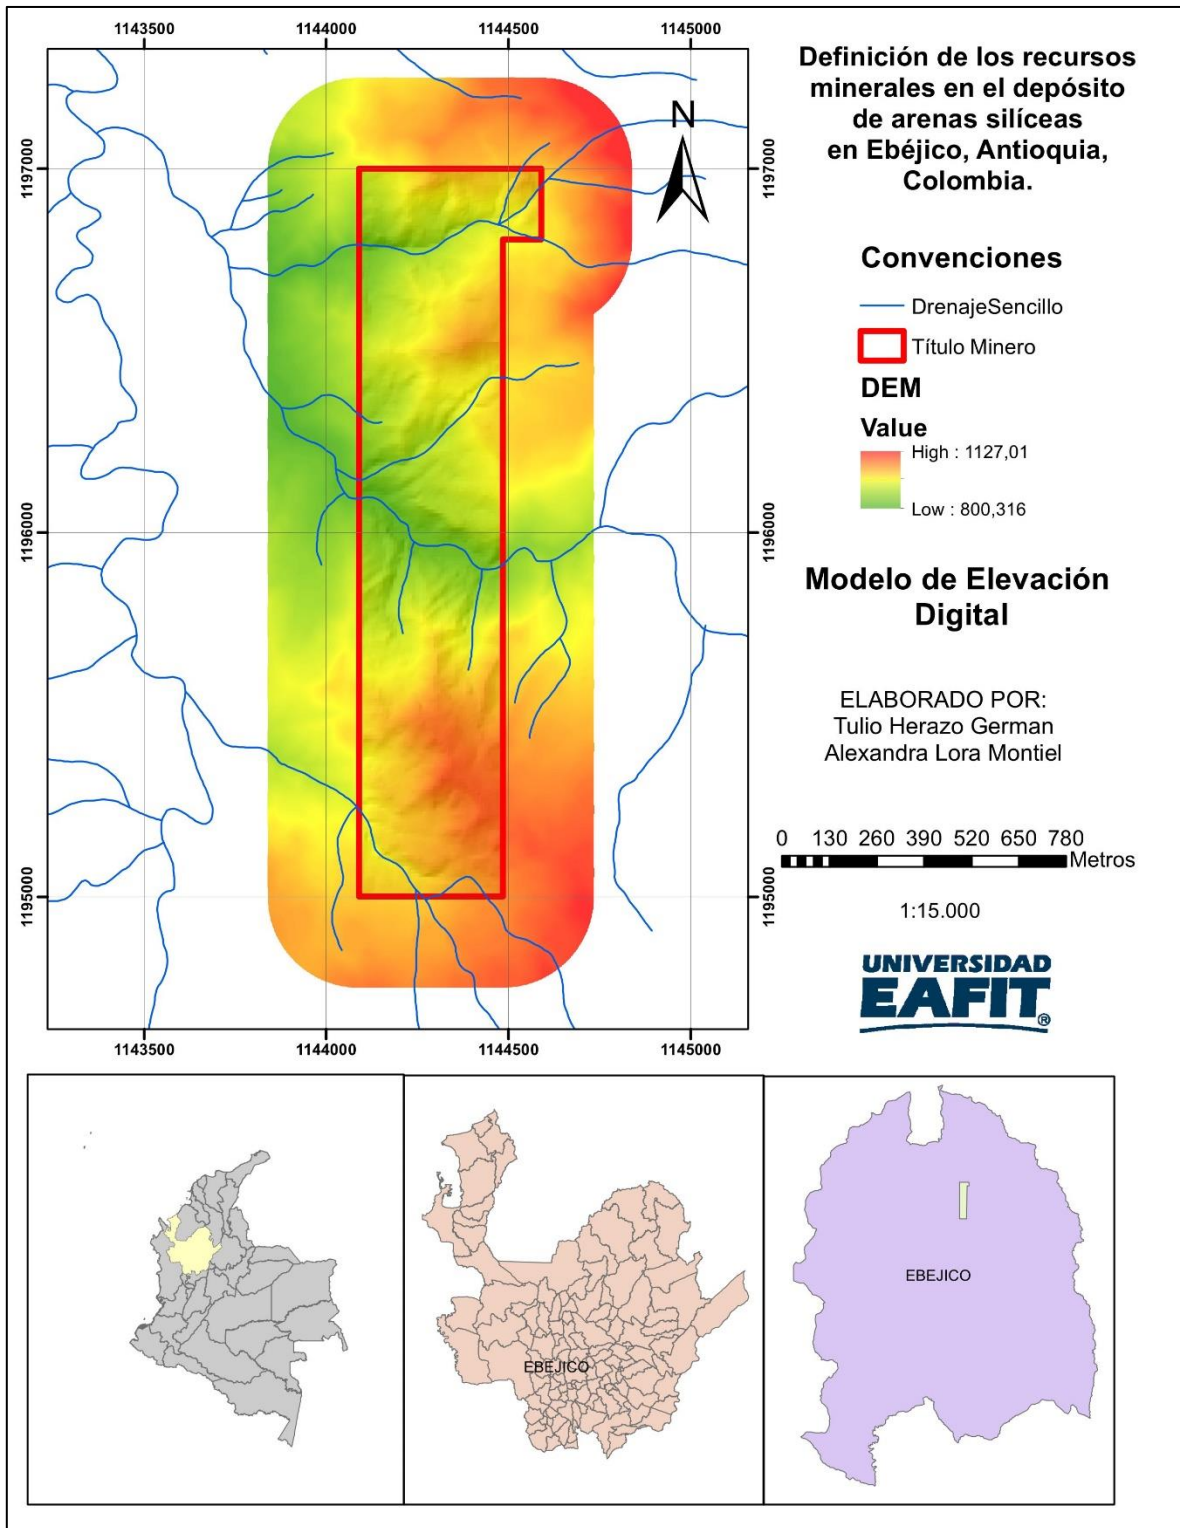 1143500 1144000 1144500 1145000
1197000
1196000
1195000
1197000
1196000
1195000
1143500 1144000 1144500 1145000
N
Definición de los recursos
minerales en el depósito
de arenas silíceas
en Ebéjico, Antioquia,
Colombia.
Convenciones
DrenajeSencillo
Título Minero
DEM
Value
High : 1127,01
Low : 800,316
Modelo de Elevación
Digital
ELABORADO POR:
Tulio Herazo German
Alexandra Lora Montiel
0 130 260 390 520 650 780
Metros
1:15.000
UNIVERSIDAD
EAFIT®
EBEJICO
EBEJICO